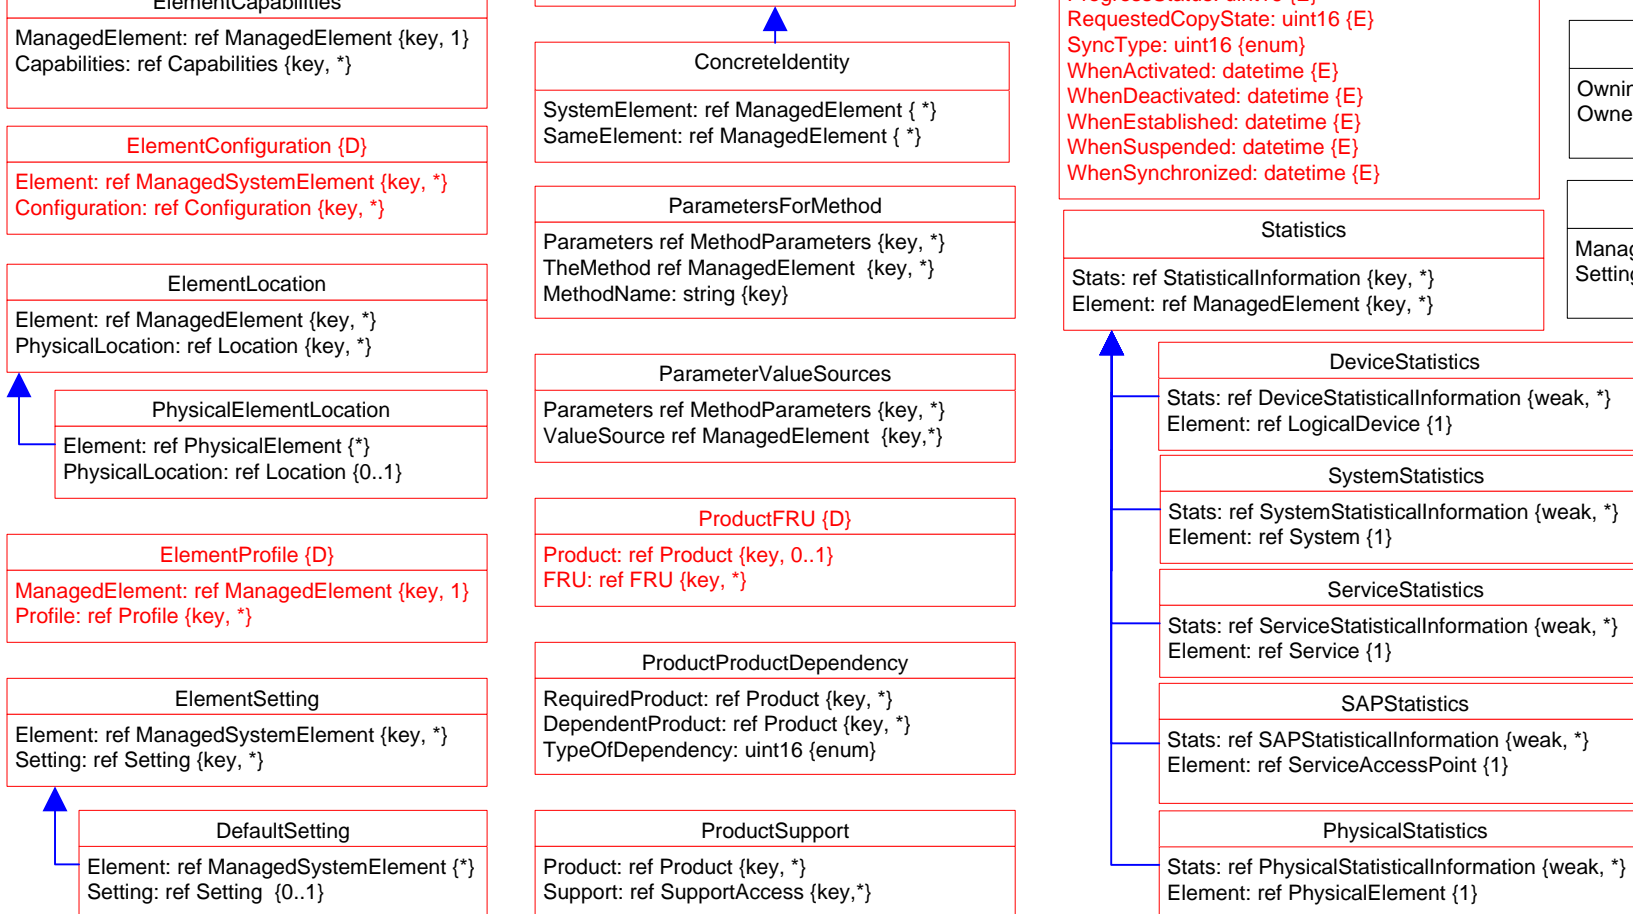 ElementCapabilities
ManagedElement: ref ManagedElement {key, 1}
Capabilities: ref Capabilities {key, *}
ElementConfiguration {D}
Element: ref ManagedSystemElement {key, *}
Configuration: ref Configuration {key, *}
ElementLocation
Element: ref ManagedElement {key, *}
PhysicalLocation: ref Location {key, *}
PhysicalElementLocation
Element: ref PhysicalElement {*}
PhysicalLocation: ref Location {0..1}
ElementProfile {D}
ManagedElement: ref ManagedElement {key, 1}
Profile: ref Profile {key, *}
ElementSetting
Element: ref ManagedSystemElement {key, *}
Setting: ref Setting {key, *}
DefaultSetting
Element: ref ManagedSystemElement {*}
Setting: ref Setting  {0..1}
ConcreteIdentity
SystemElement: ref ManagedElement { *}
SameElement: ref ManagedElement { *}
ParametersForMethod
Parameters ref MethodParameters {key, *}
TheMethod ref ManagedElement  {key, *}
MethodName: string {key}
ParameterValueSources
Parameters ref MethodParameters {key, *}
ValueSource ref ManagedElement  {key,*}
ProductFRU {D}
Product: ref Product {key, 0..1}
FRU: ref FRU {key, *}
ProductProductDependency
RequiredProduct: ref Product {key, *}
DependentProduct: ref Product {key, *}
TypeOfDependency: uint16 {enum}
ProductSupport
Product: ref Product {key, *}
Support: ref SupportAccess {key,*}
ProgressStatus: uint16 {E}
RequestedCopyState: uint16 {E}
SyncType: uint16 {enum}
WhenActivated: datetime {E}
WhenDeactivated: datetime {E}
WhenEstablished: datetime {E}
WhenSuspended: datetime {E}
WhenSynchronized: datetime {E}
Statistics
Stats: ref StatisticalInformation {key, *}
Element: ref ManagedElement {key, *}
DeviceStatistics
Stats: ref DeviceStatisticalInformation {weak, *}
Element: ref LogicalDevice {1}
SystemStatistics
Stats: ref SystemStatisticalInformation {weak, *}
Element: ref System {1}
ServiceStatistics
Stats: ref ServiceStatisticalInformation {weak, *}
Element: ref Service {1}
SAPStatistics
Stats: ref SAPStatisticalInformation {weak, *}
Element: ref ServiceAccessPoint {1}
PhysicalStatistics
Stats: ref PhysicalStatisticalInformation {weak, *}
Element: ref PhysicalElement {1}